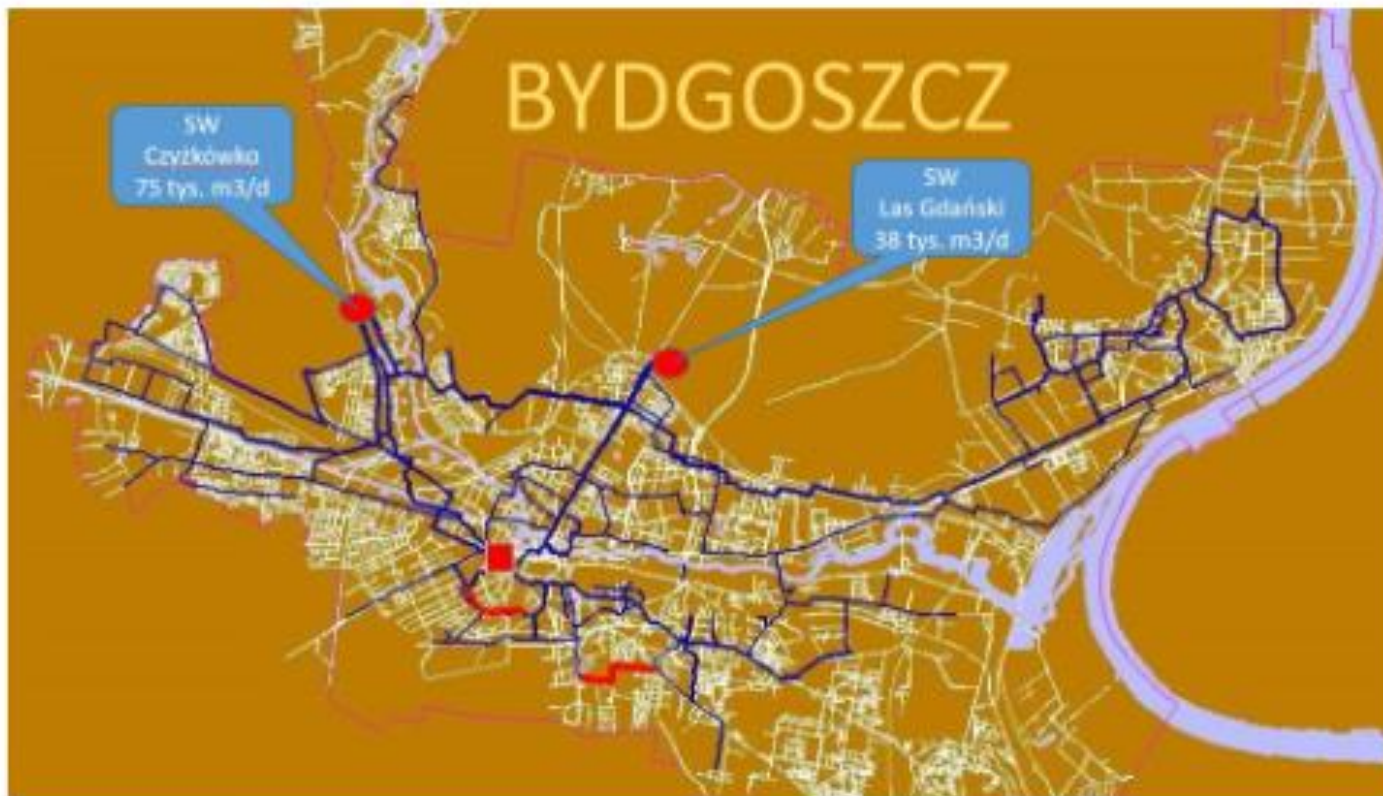 BYDGOSZCZ
SW
Czyżkówko
75 tys. m3/d
SW
Las Gdański
38 tys. m3/d